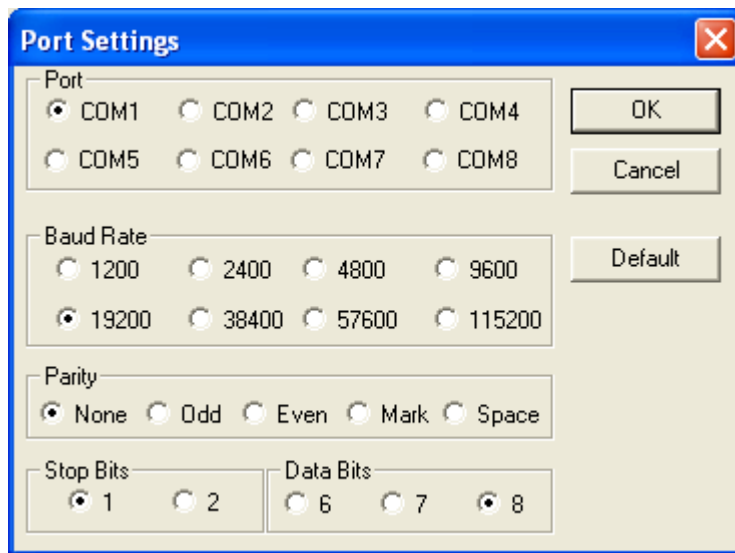 Port Settings
Port
COM1 COM2 COM3 COM4
COM5 COM6 COM7 COM8
OK
Cancel
Baud Rate
1200 2400 4800 9600
19200 38400 57600 115200
Default
Parity
None Odd Even Mark Space
Stop Bits
1 2
Data Bits
6 7 8